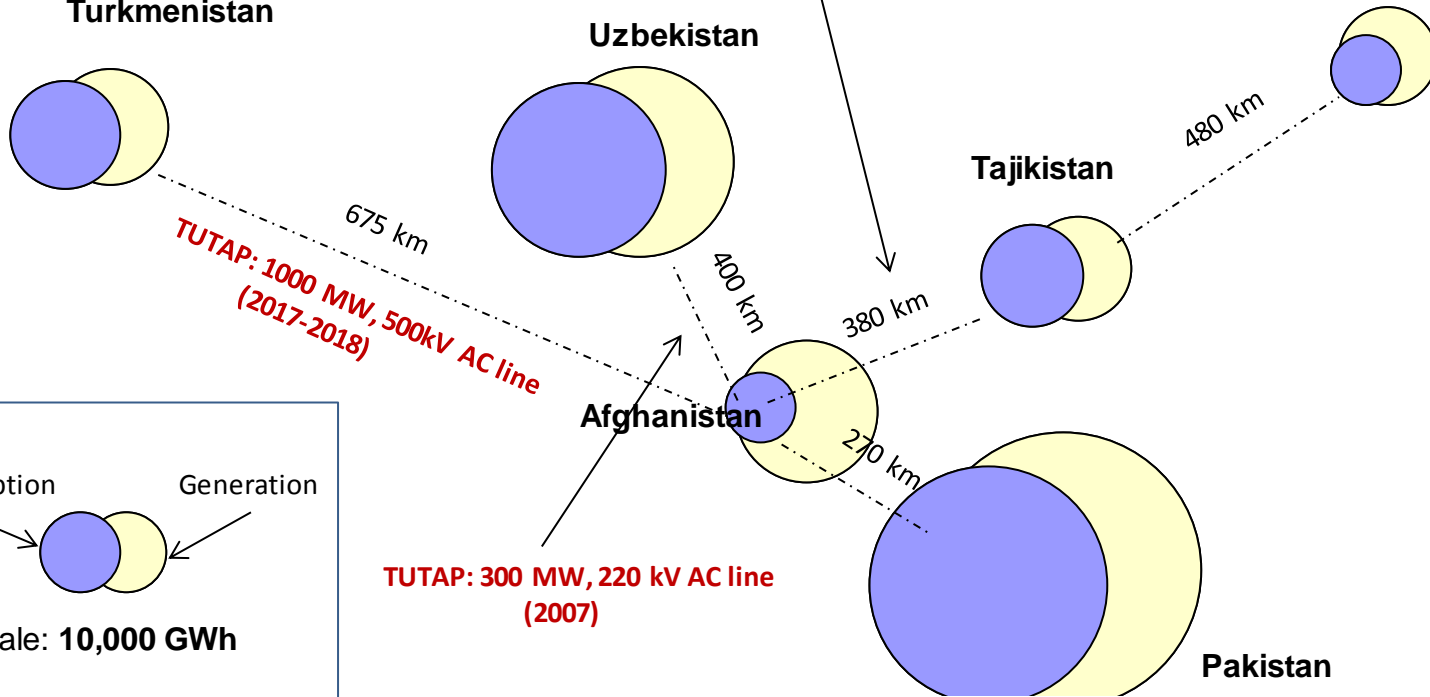 Turkmenistan
Uzbekistan
480 km
Tajikistan
675 km
TUTAP: 1000 MW, 500kV AC line
(2017-2018)
400 km
380 km
Afghanistan
270 km
ption
Generation
TUTAP: 300 MW, 220 kV AC line
(2007)
ale: 10,000 GWh
Pakistan